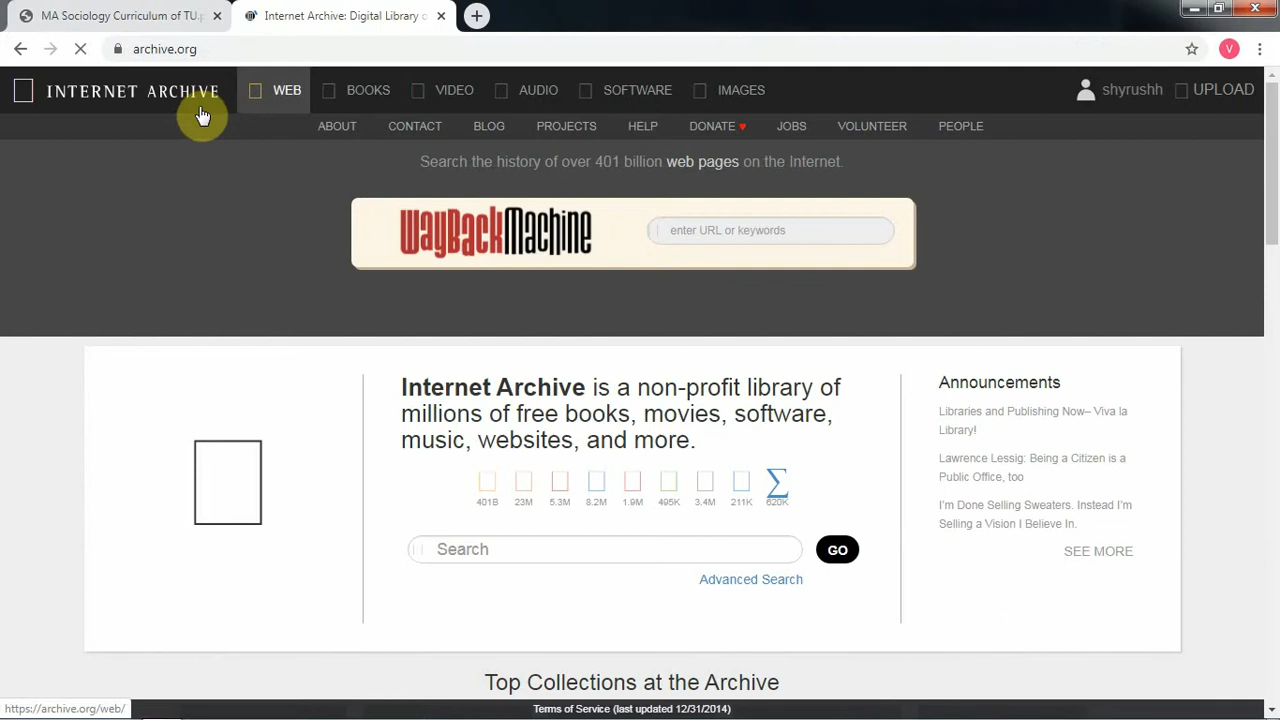 MA Sociology Curriculum of TU.p
Internet Archive: Digital Library o
archive.org
V
INTERNET ARCHIVE
WEB
BOOKS
VIDEO
AUDIO
SOFTWARE
IMAGES
shyrushh
UPLOAD
ABOUT
CONTACT
BLOG
PROJECTS
HELP
DONATE ♥
JOBS
VOLUNTEER
PEOPLE
Search the history of over 401 billion web pages on the Internet.
WayBackMachine
enter URL or keywords
Internet Archive is a non-profit library of
millions of free books, movies, software,
music, websites, and more.
401B 23M 5.3M 8.2M 1.9M 495K 3.4M 211K 620K
Search
GO
Advanced Search
Announcements
Libraries and Publishing Now– Viva la
Library!
Lawrence Lessig: Being a Citizen is a
Public Office, too
I’m Done Selling Sweaters. Instead I’m
Selling a Vision I Believe In.
SEE MORE
Top Collections at the Archive
https://archive.org/web/
Terms of Service (last updated 12/31/2014)